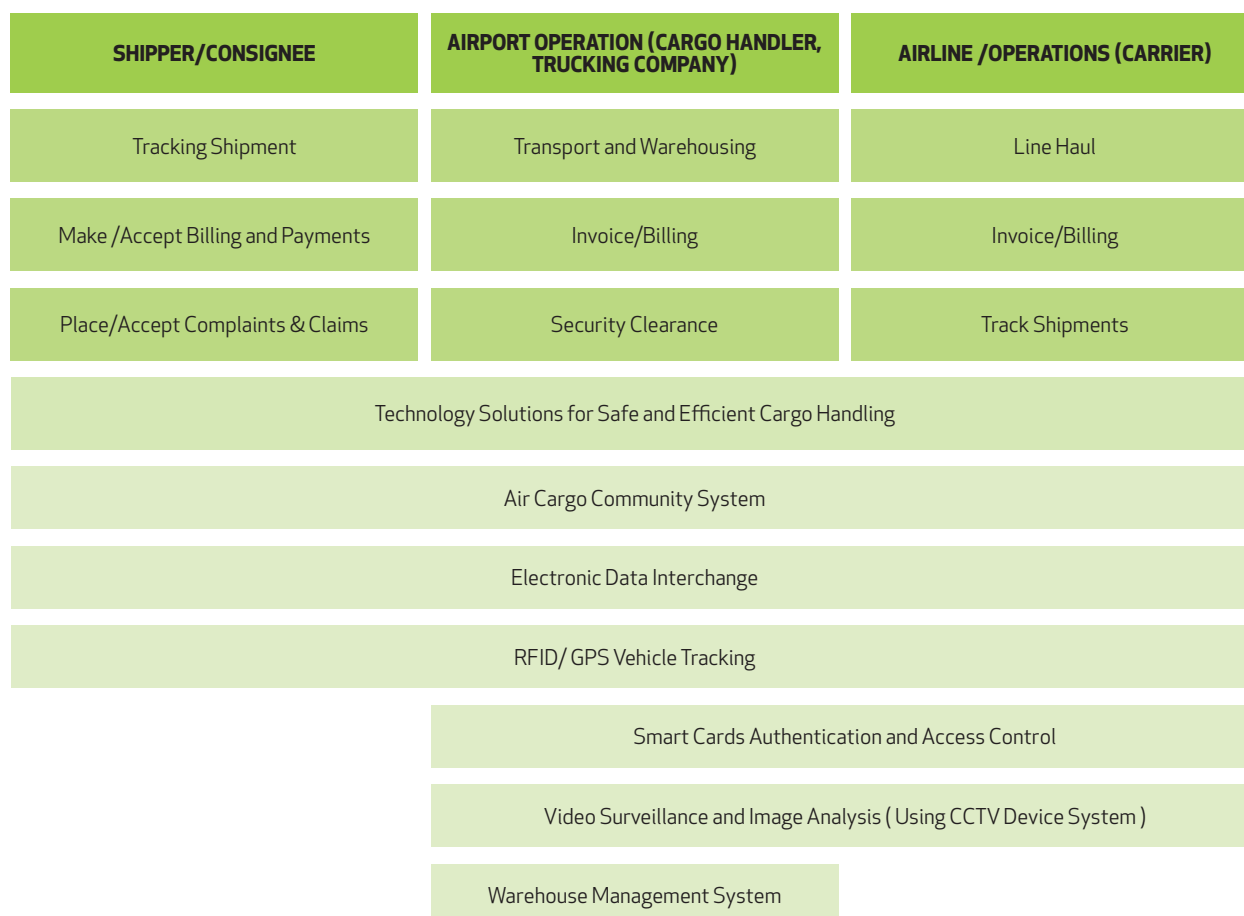 SHIPPER/CONSIGNEE
AIRPORT OPERATION (CARGO HANDLER,
TRUCKING COMPANY)
AIRLINE /OPERATIONS (CARRIER)
Tracking Shipment
Transport and Warehousing
Line Haul
Make /Accept Billing and Payments
Invoice/Billing
Invoice/Billing
Place/Accept Complaints & Claims
Security Clearance
Track Shipments
Technology Solutions for Safe and Efficient Cargo Handling
Air Cargo Community System
Electronic Data Interchange
RFID/ GPS Vehicle Tracking
Smart Cards Authentication and Access Control
Video Surveillance and Image Analysis ( Using CCTV Device System )
Warehouse Management System